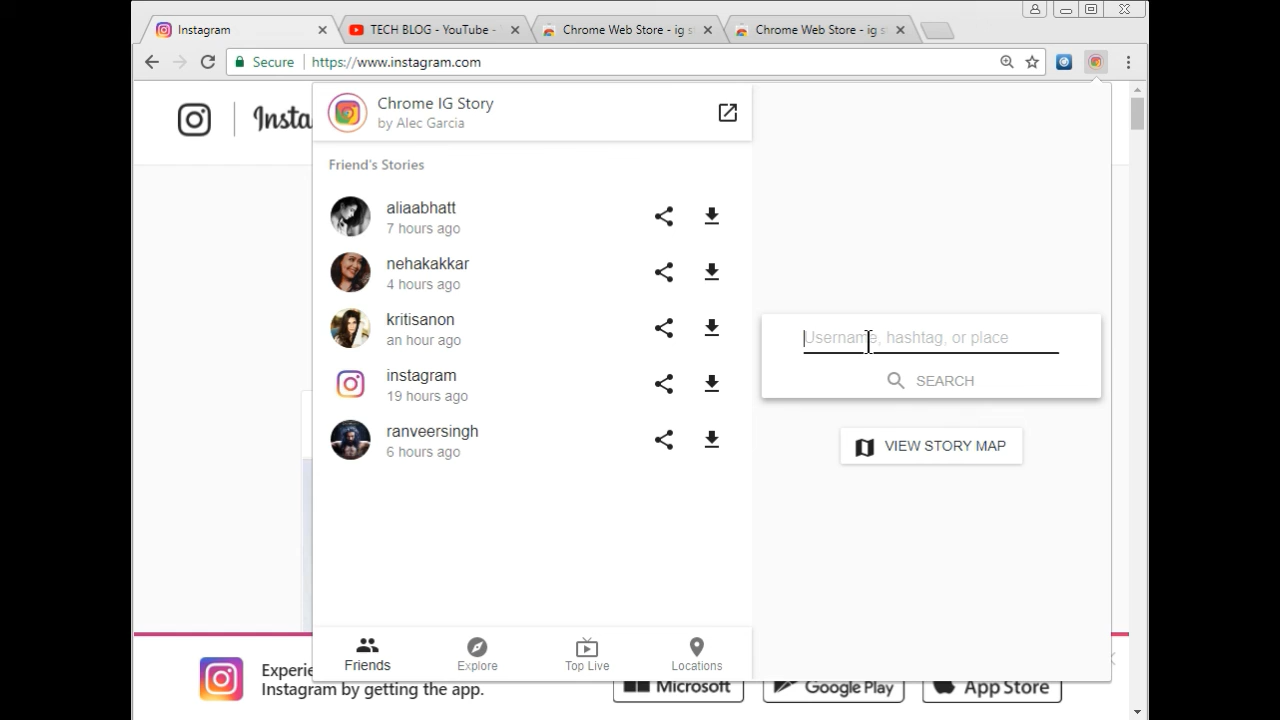 Instagram
TECH BLOG - YouTube -
Chrome Web Store - ig s
Chrome Web Store - ig s
Secure
https://www.instagram.com
Insta
Chrome IG Story
by Alec Garcia
Friend's Stories
aliaabhatt
7 hours ago
nehakakkar
4 hours ago
kritisanon
an hour ago
instagram
19 hours ago
ranveersingh
6 hours ago
Username, hashtag, or place
SEARCH
VIEW STORY MAP
Friends
Explore
Top Live
Locations
Experie
Instagram by getting the app.
Microsoft
Google Play
App Store